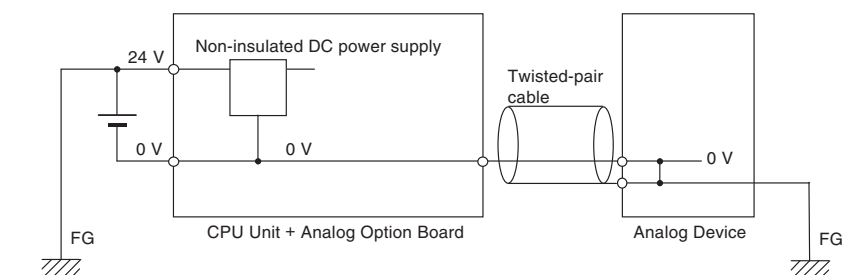 Non-insulated DC power supply
24 V
Twisted-pair
cable
0 V
0 V
0 V
CPU Unit + Analog Option Board
Analog Device
FG
FG